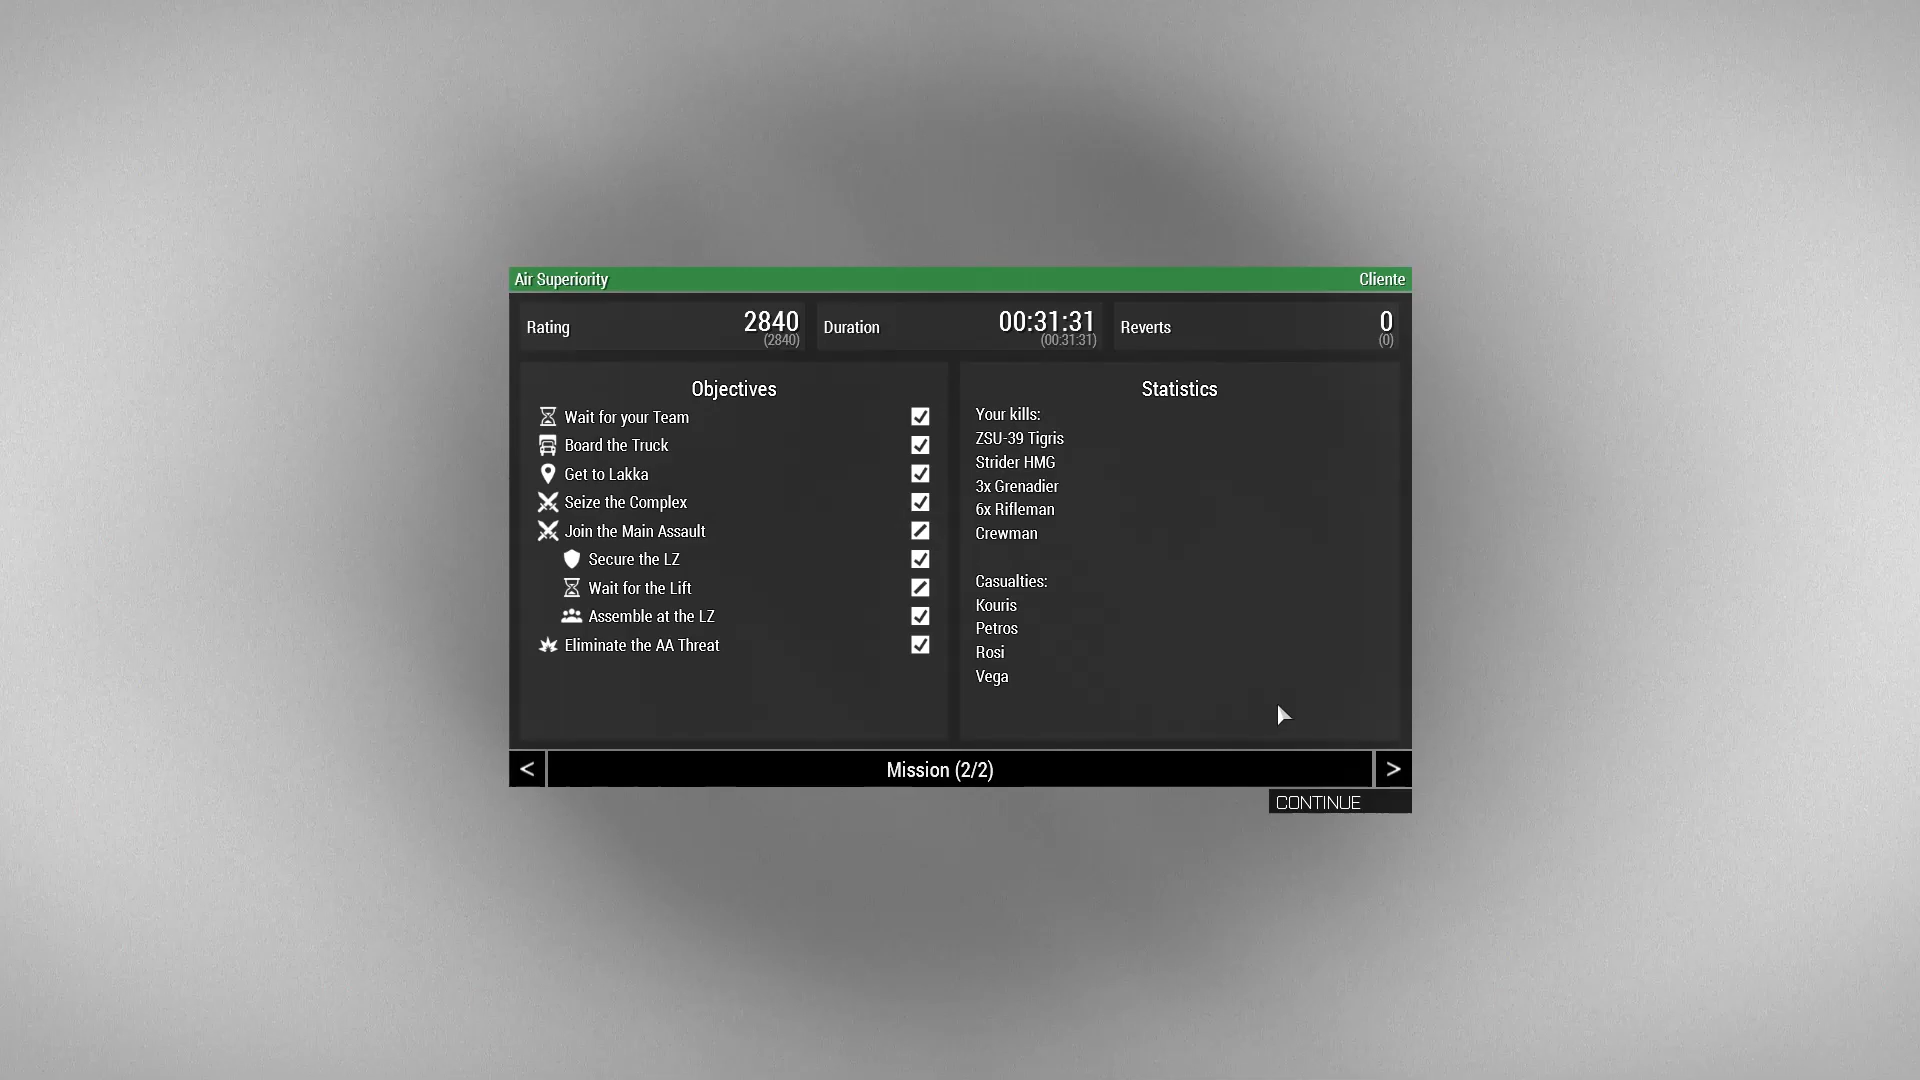 Air Superiority
Cliente
Rating
2840
(2840)
Duration
00:31:31
(00:31:31)
Reverts
0
(0)
Objectives
Wait for your Team
Board the Truck
Get to Lakka
Seize the Complex
Join the Main Assault
Secure the LZ
Wait for the Lift
Assemble at the LZ
Eliminate the AA Threat
Statistics
Your kills:
ZSU-39 Tigris
Strider HMG
3x Grenadier
6x Rifleman
Crewman
Casualties:
Kouris
Petros
Rosi
Vega
< Mission (2/2) >
CONTINUE